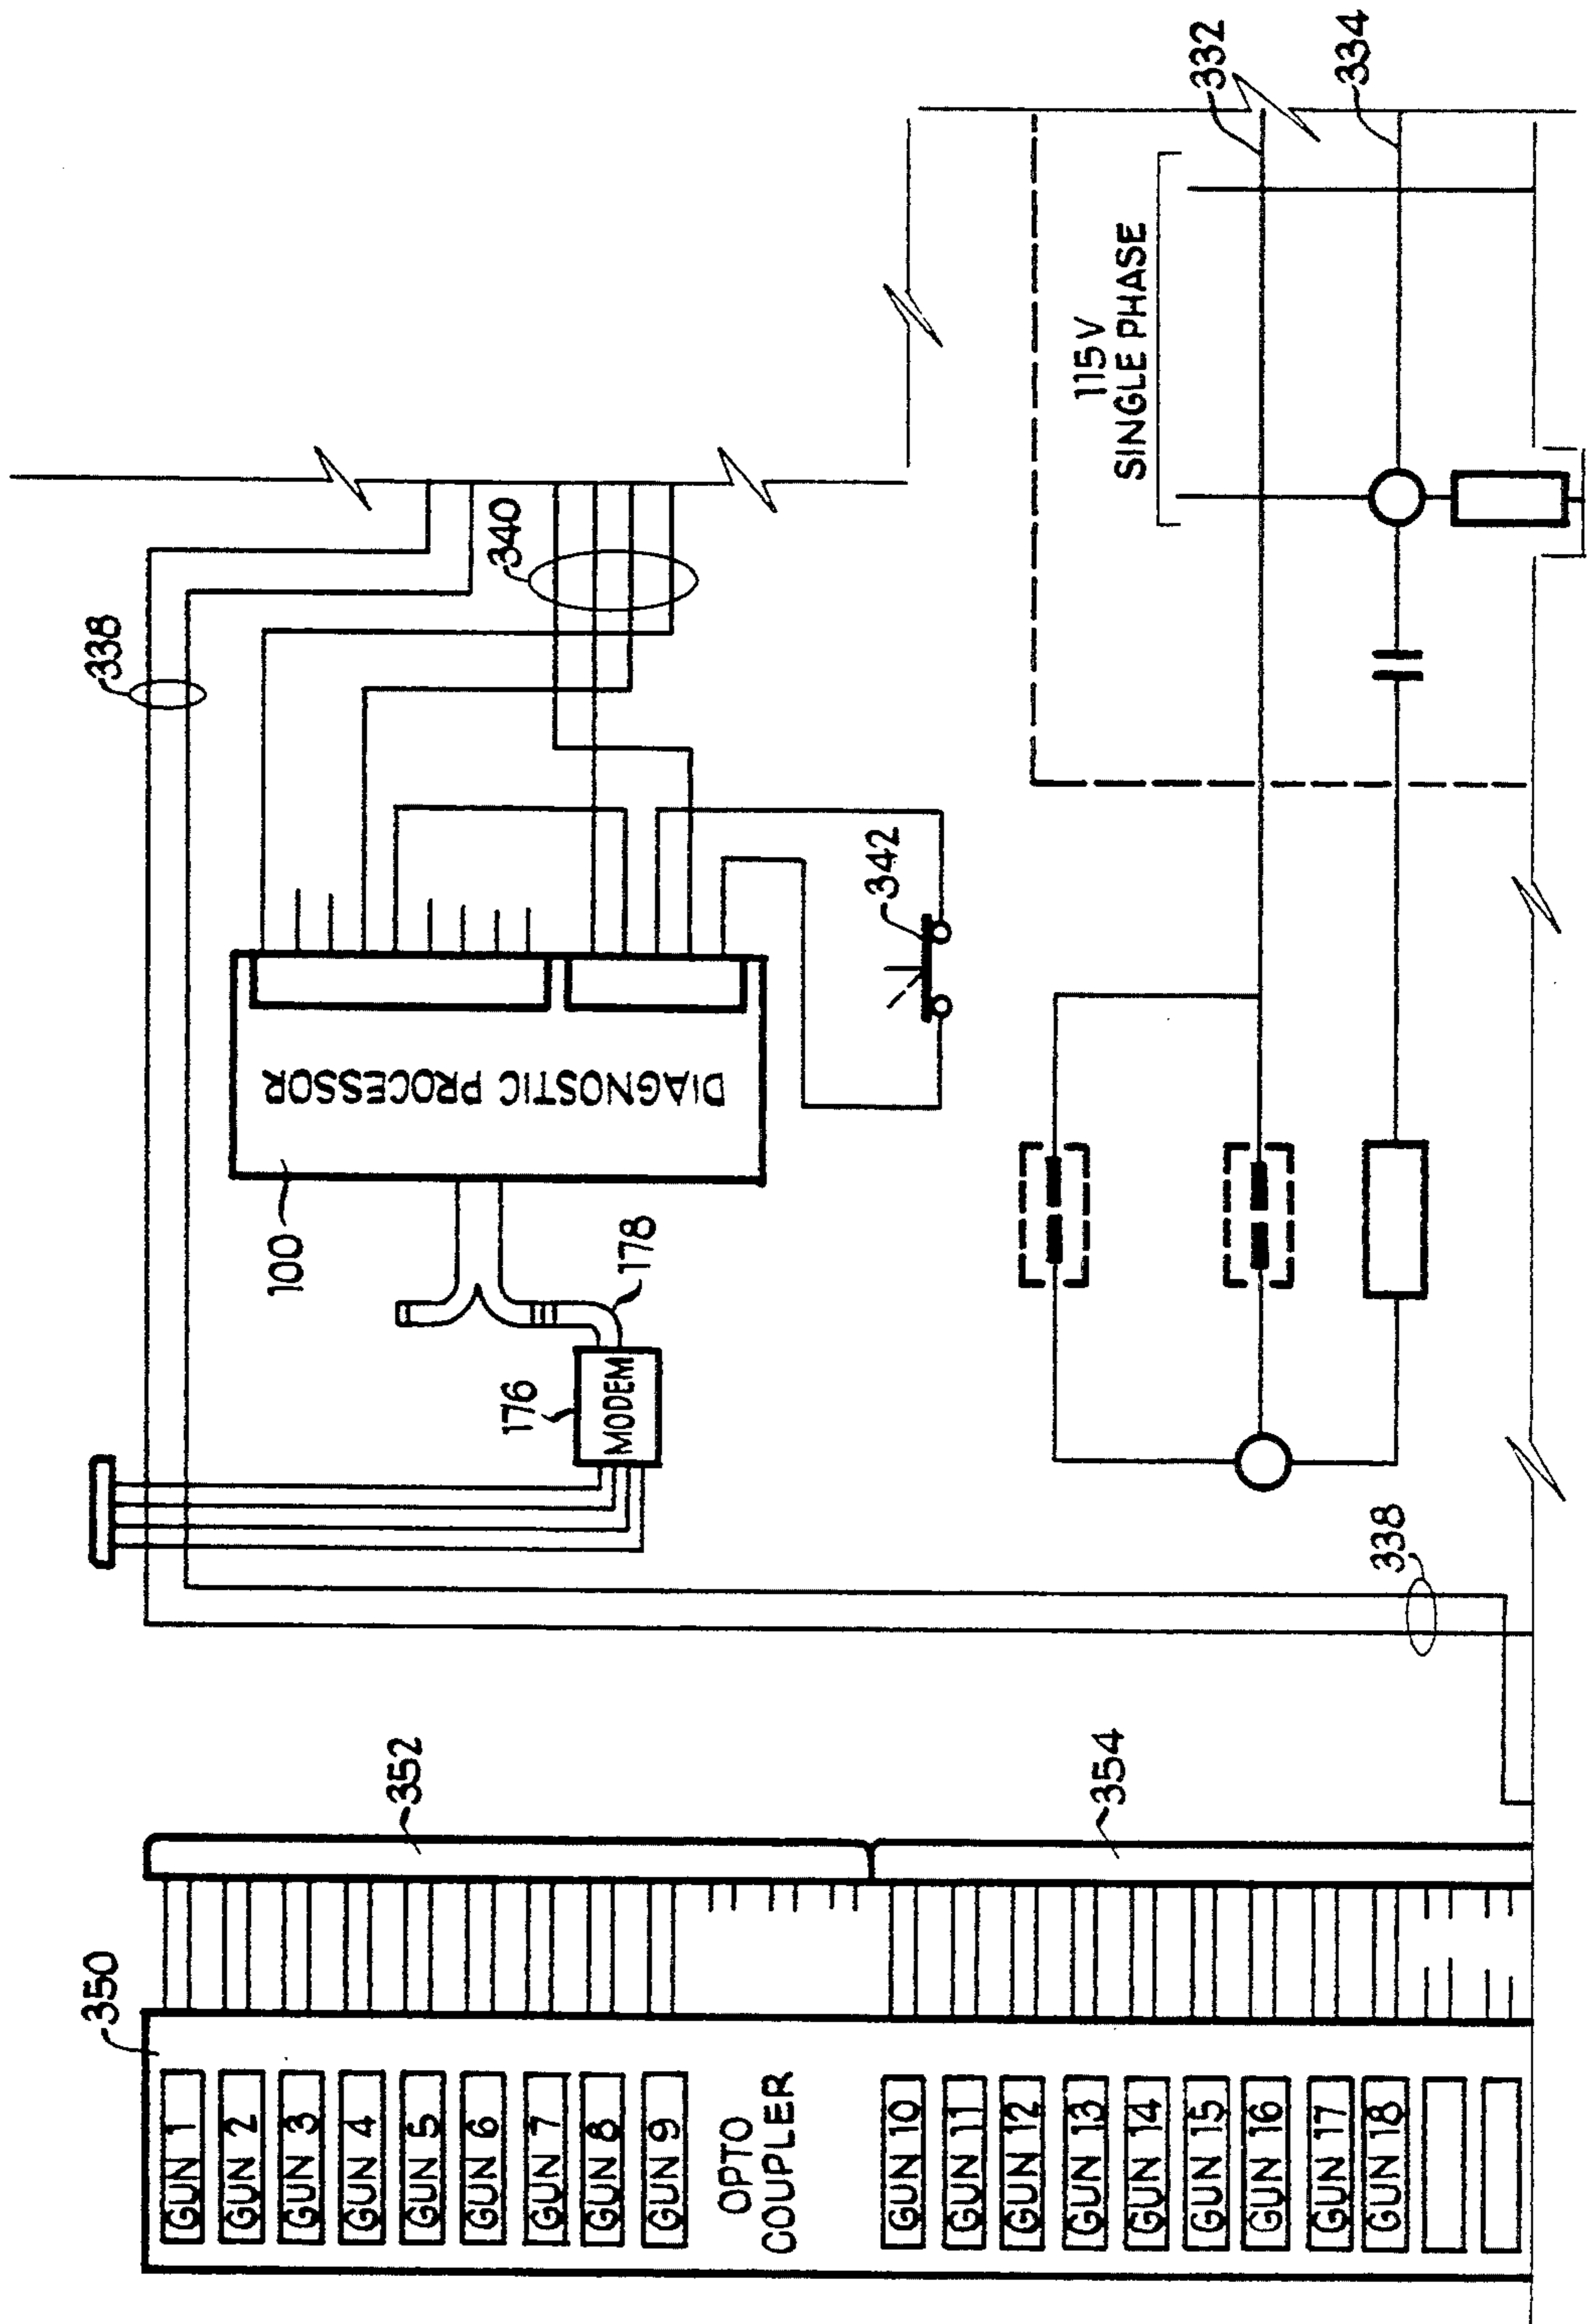 338
340
332
334
115V
SINGLE PHASE
342
DIAGNOSTIC PROCESSOR
100
178
176
MODEM
338
352
354
350
GUN 1
GUN 2
GUN 3
GUN 4
GUN 5
GUN 6
GUN 7
GUN 8
GUN 9
OPTO
COUPLER
GUN 10
GUN 11
GUN 12
GUN 13
GUN 14
GUN 15
GUN 16
GUN 17
GUN 18